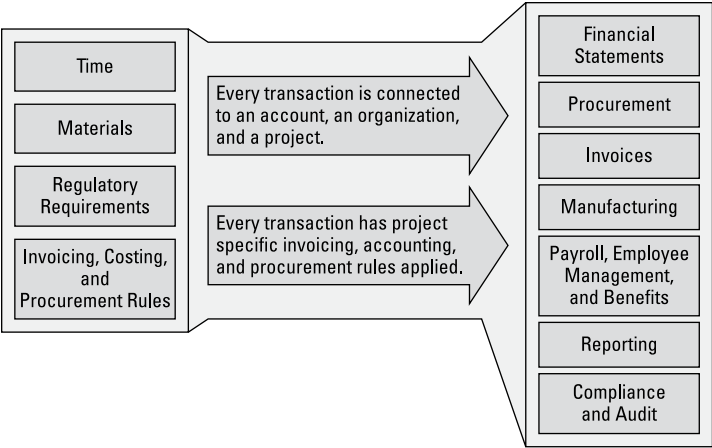 Time
Materials
Regulatory
Requirements
Invoicing, Costing,
and
Procurement Rules
Every transaction is connected
to an account, an organization,
and a project.
Every transaction has project
specific invoicing, accounting,
and procurement rules applied.
Financial
Statements
Procurement
Invoices
Manufacturing
Payroll, Employee
Management,
and Benefits
Reporting
Compliance
and Audit